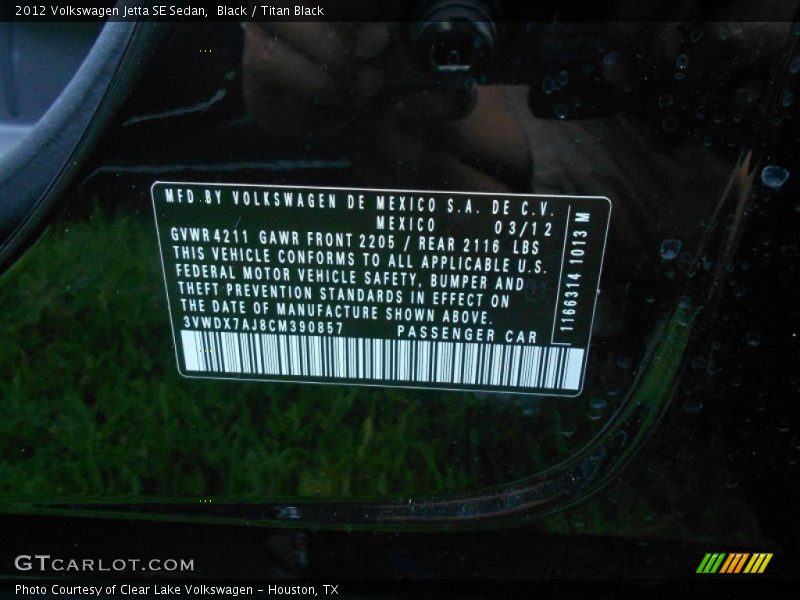 2012 Volkswagen Jetta SE Sedan,  Black / Titan Black
MFD.BY VOLKSWAGEN DE MEXICO S.A. DE C.V.
MEXICO 03/12
GVWR 4211 GAWR FRONT 2205 / REAR 2116 LBS
THIS VEHICLE CONFORMS TO ALL APPLICABLE U.S.
FEDERAL MOTOR VEHICLE SAFETY, BUMPER AND
THEFT PREVENTION STANDARDS IN EFFECT ON
THE DATE OF MANUFACTURE SHOWN ABOVE.
3VWDX7AJ8CM390857 PASSENGER CAR
1166314 1013 M
GTCARLOT.COM
Photo Courtesy of Clear Lake Volkswagen - Houston, TX